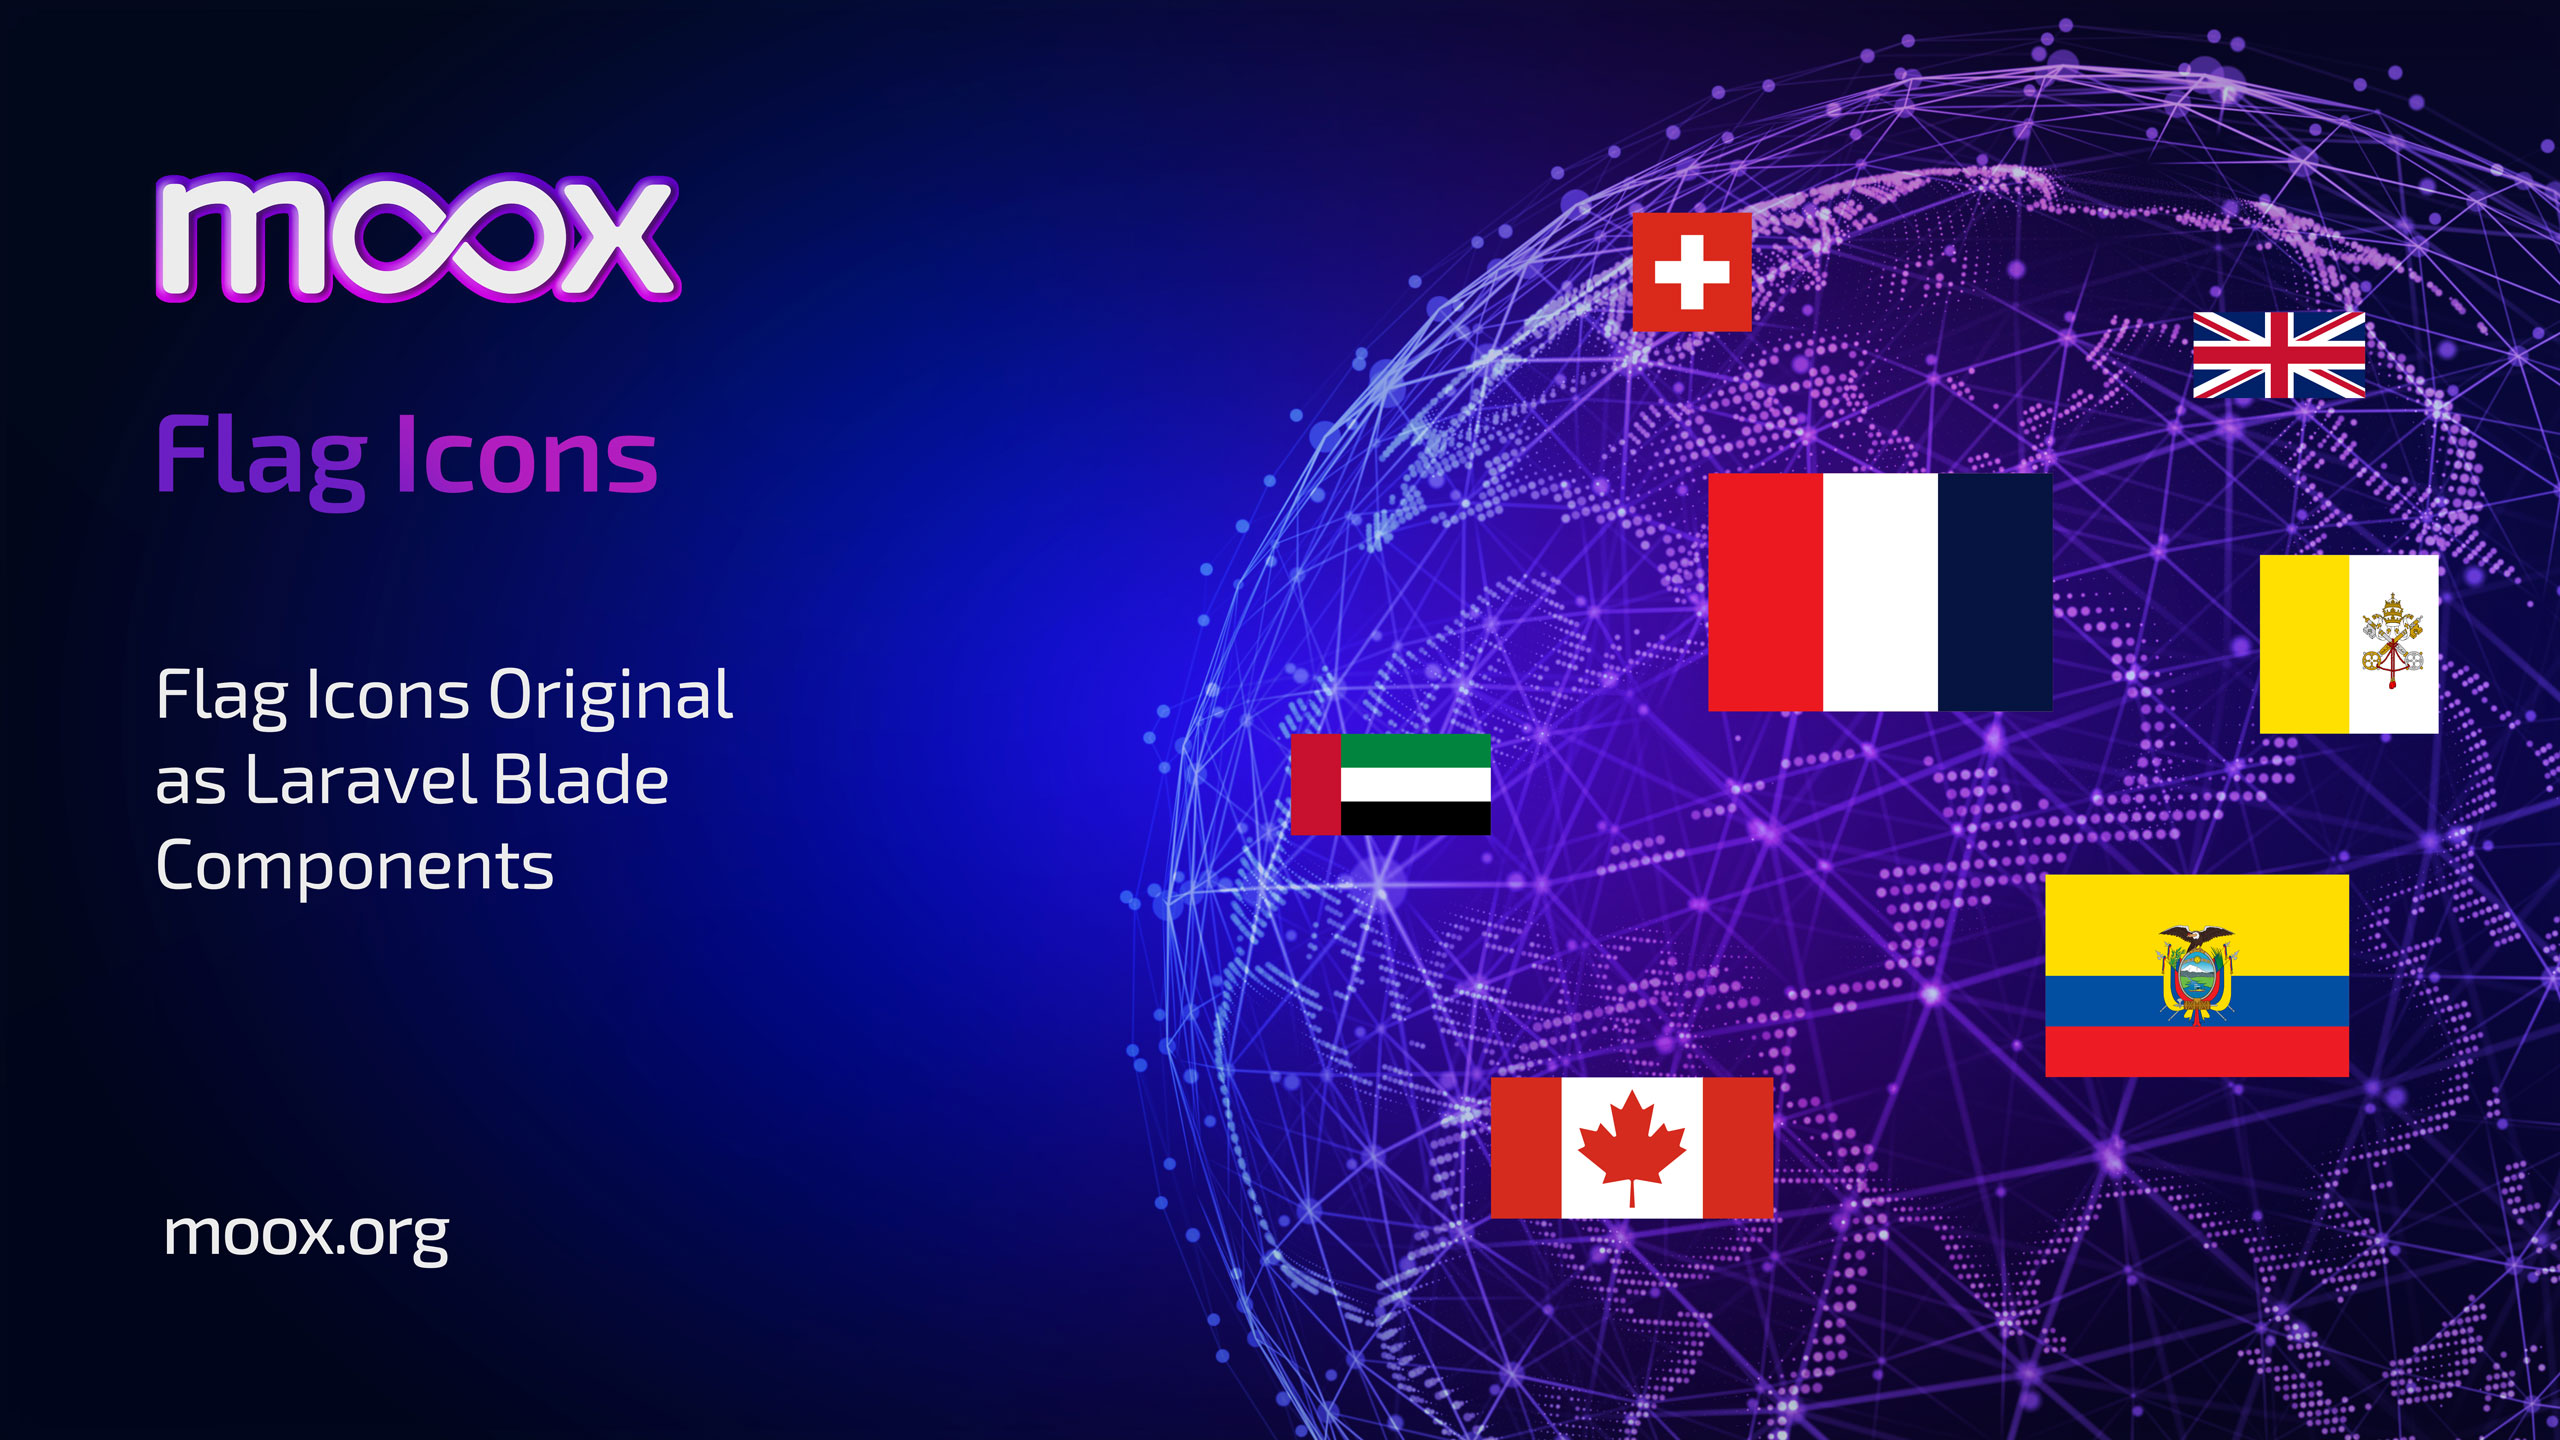 moox
Flag Icons
Flag Icons Original
as Laravel Blade
Components
moox.org